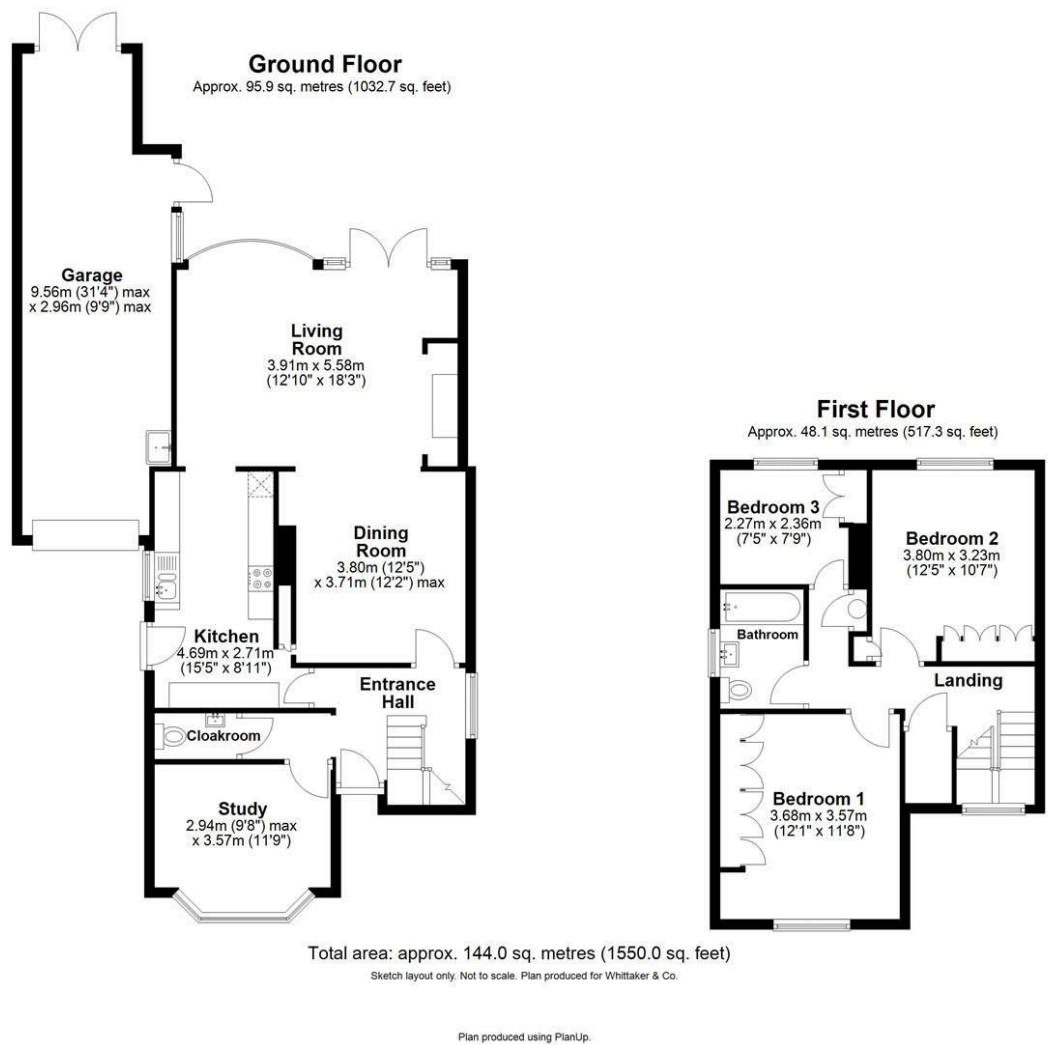 Ground Floor
Approx. 95.9 sq. metres (1032.7 sq. feet)
Garage
9.56m (31'4") max
x 2.96m (9'9") max
Living
Room
3.91m x 5.58m
(12'10" x 18'3")
Dining
Room
3.80m (12'5")
x 3.71m (12'2") max
Kitchen
4.69m x 2.71m
(15'5" x 8'11")
Entrance
Hall
Cloakroom
Study
2.94m (9'8") max
x 3.57m (11'9")
First Floor
Approx. 48.1 sq. metres (517.3 sq. feet)
Bedroom 3
2.27m x 2.36m
(7'5" x 7'9")
Bedroom 2
3.80m x 3.23m
(12'5" x 10'7")
Bathroom
Landing
Bedroom 1
3.68m x 3.57m
(12'1" x 11'8")
Total area: approx. 144.0 sq. metres (1550.0 sq. feet)
Sketch layout only. Not to scale. Plan produced for Whittaker & Co.
Plan produced using PlanUp.